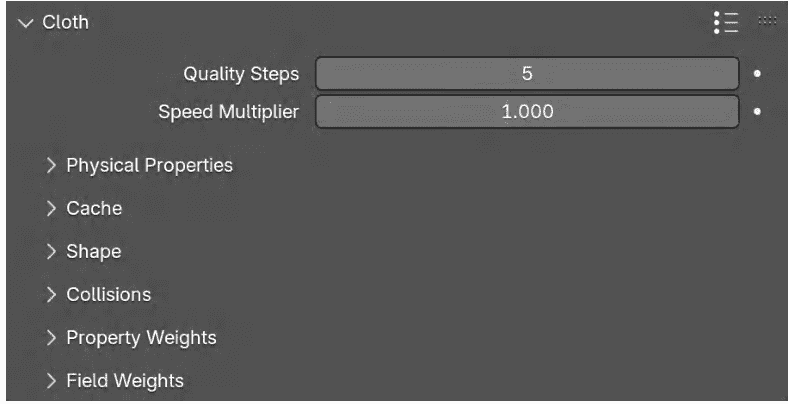 Cloth
Quality Steps 5
Speed Multiplier 1.000
Physical Properties
Cache
Shape
Collisions
Property Weights
Field Weights